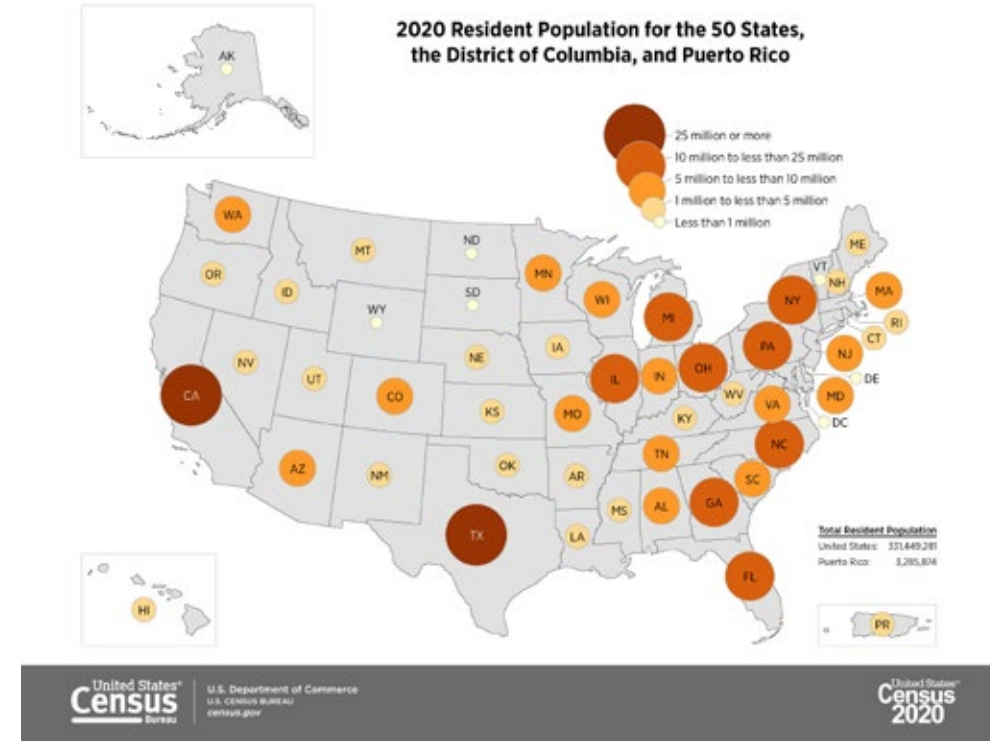 2020 Resident Population for the 50 States,
the District of Columbia, and Puerto Rico
AK
25 million or more
10 million to less than 25 million
5 million to less than 10 million
1 million to less than 5 million
Less than 1 million
WA
MT
ND
MN
VT
ME
OR
ID
SD
WI
NY
NH
MA
WY
MI
RI
CT
NV
UT
NE
IA
PA
NJ
CA
CO
IL
IN
OH
DE
KS
MO
WV
VA
MD
KY
DC
AZ
NM
OK
AR
TN
NC
SC
MS
AL
GA
TX
LA
FL
Total Resident Population
United States: 331,449,281
Puerto Rico: 3,285,874
HI
PR
United States®
Census
Bureau
U.S. Department of Commerce
U.S. CENSUS BUREAU
census.gov
United States®
Census
2020